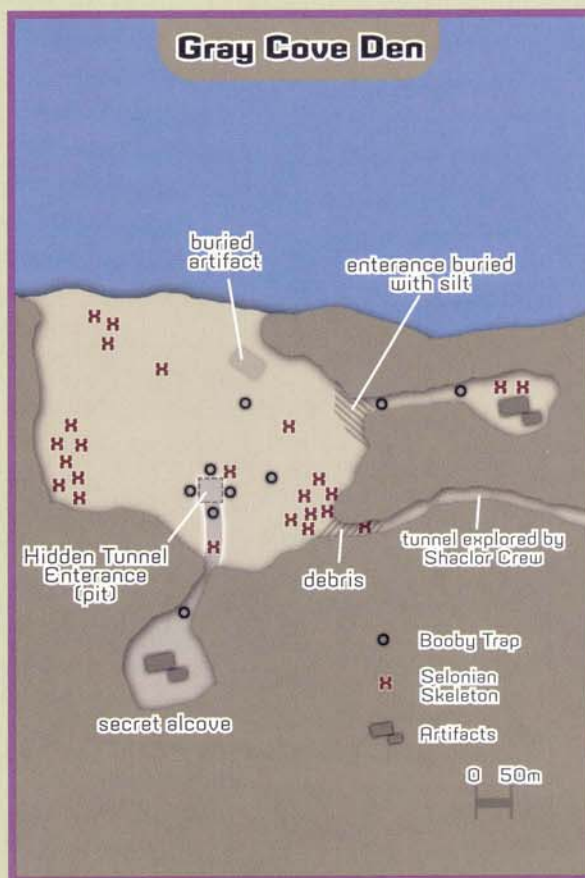 Gray Cove Den
buried
artifact
enterance buried
with silt
Hidden Tunnel
Enterance
(pit)
debris
tunnel explored by
Shaclor Crew
secret alcove
Booby Trap
Selonian
Skeleton
Artifacts
0 50m